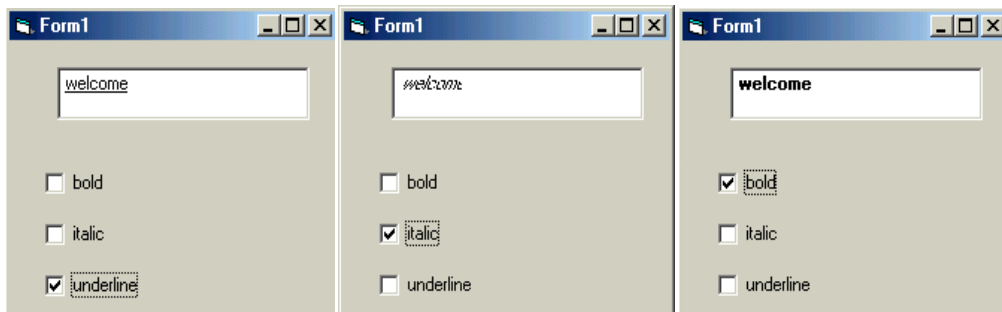 Form1
welcome
bold
italic
underline
Form1
welcome
bold
italic
underline
Form1
welcome
bold
italic
underline